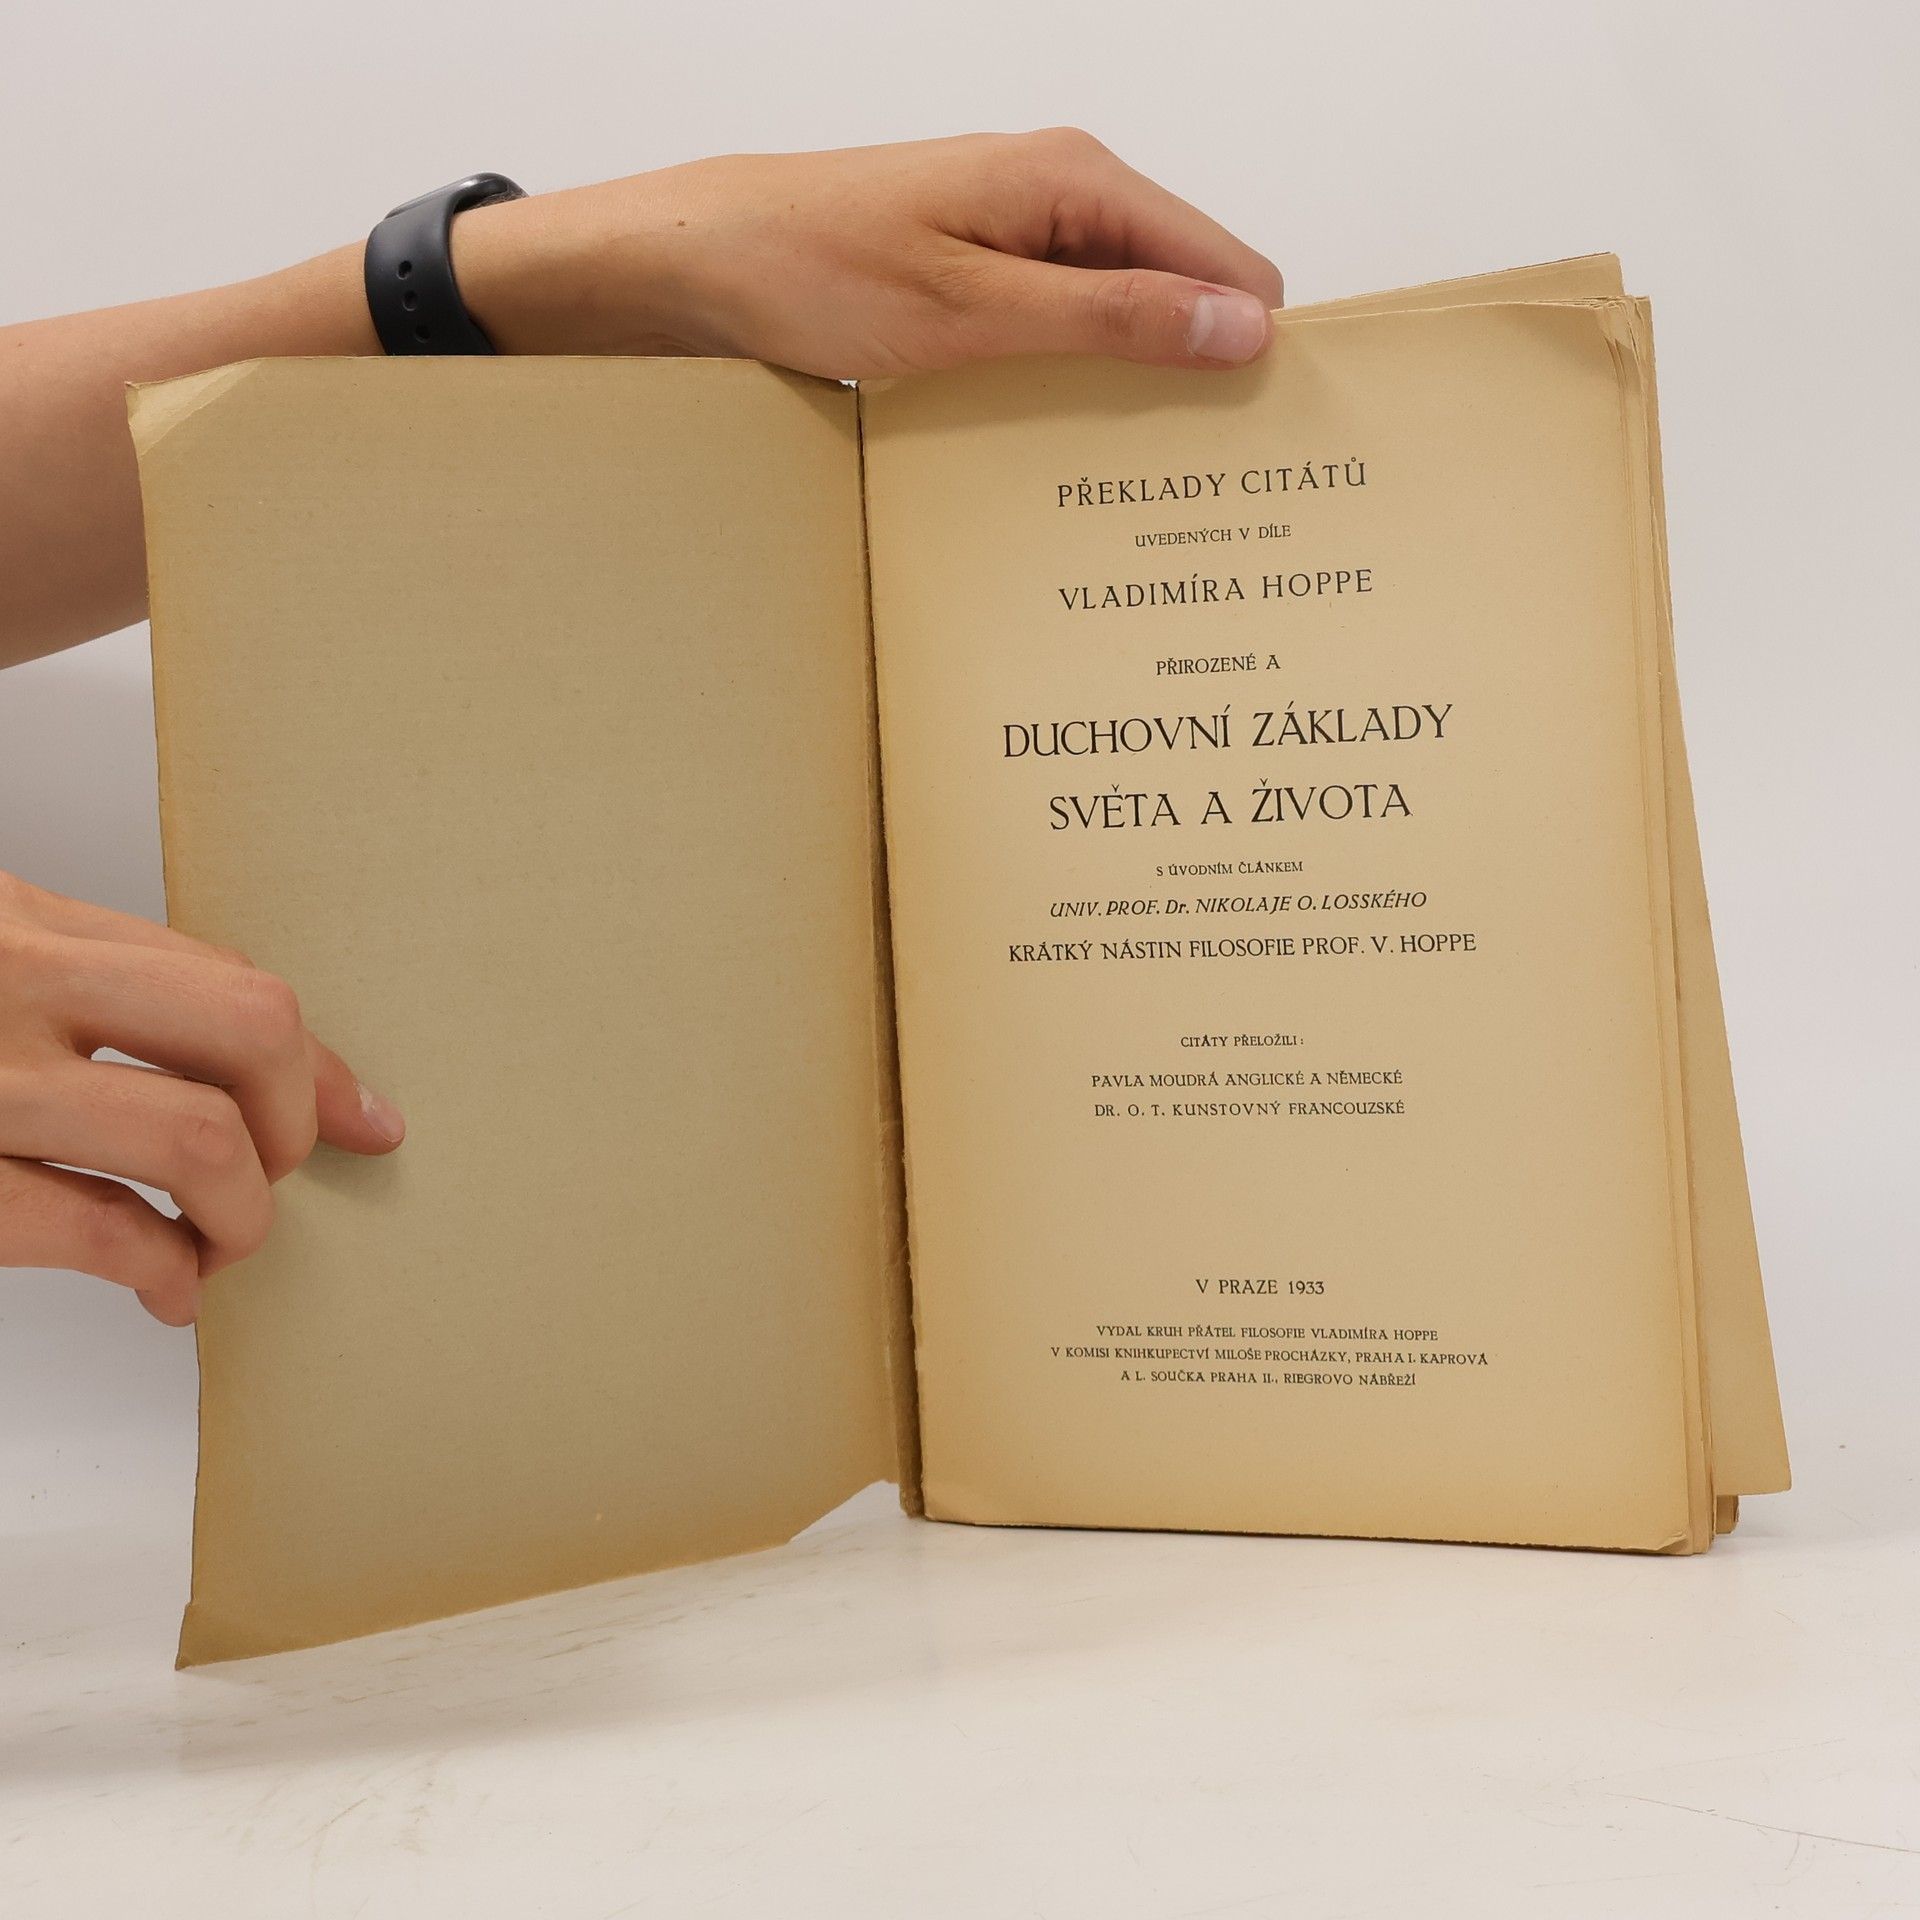 PŘEKLADY CITÁTŮ
UVEDENÝCH V DÍLE
VLADIMÍRA HOPPE
PŘIROZENÉ A
DUCHOVNÍ ZÁKLADY
SVĚTA A ŽIVOTA
S ÚVODNÍM ČLÁNKEM
UNIV. PROF. Dr. NIKOLAJE O. LOSSKÉHO
KRÁTKÝ NÁSTIN FILOSOFIE PROF. V. HOPPE
CITÁTY PŘELOŽILI:
PAVLA MOUDRÁ ANGLICKÉ A NĚMECKÉ
DR. O. T. KUNSTOVNÝ FRANCOUZSKÉ
V PRAZE 1933
VYDAL KRUH PŘÁTEL FILOSOFIE VLADIMÍRA HOPPE
V KOMISI KNIHKUPECTVÍ MILOŠE PROCHÁZKY, PRAHA I. KAPROVÁ
A L. SOUČKA PRAHA II., RIEGROVO NÁBŘEŽÍ